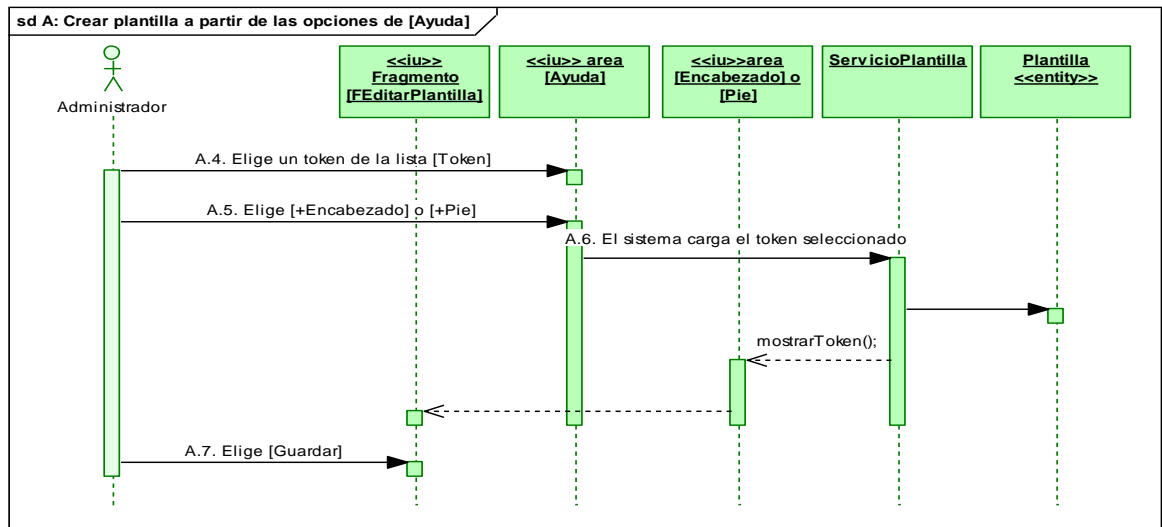 sd A: Crear plantilla a partir de las opciones de [Ayuda]
Administrador
<<iu>>
Fragmento
[FEditarPlantilla]
<<iu>> area
[Ayuda]
<<iu>>area
[Encabezado] o
[Pie]
ServicioPlantilla
Plantilla
<<entity>>
A.4. Elige un token de la lista [Token]
A.5. Elige [+Encabezado] o [+Pie]
A.6. El sistema carga el token seleccionado
mostrarToken();
A.7. Elige [Guardar]